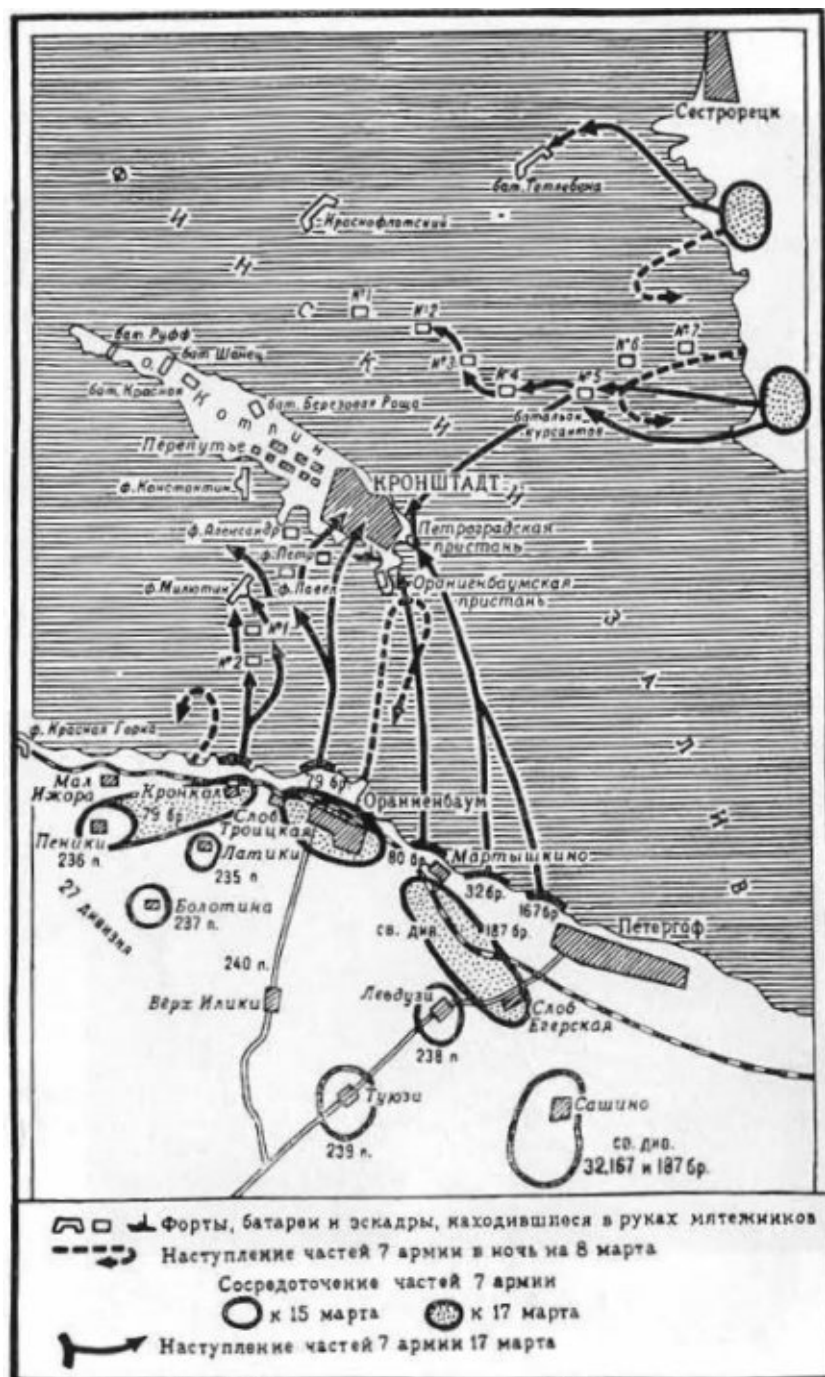 Сестрорецк
бат. Тотлебена
Краснофлотский
Ф И Н С К И Й
З А Л И В
№1
№2
№3
№4
№5
№6
№7
батальон
курсантов
бат. Руфф
бат. Шанец
бат. Красная
о. Котлин
бат. Березовая Роща
Перепутье
КРОНШТАДТ
ф. Константин
ф. Александр
ф. Петр
ф. Павел
ф. Милютин
Петроградская
пристань
Ораниенбаумская
пристань
№1
№2
ф. Красная Горка
Мал
Ижора
Кронкол
79 бр.
79 бр.
Ораниенбаум
Слоб
Троицкая
Пеники
236 п.
Латики
235 п.
Болотина
237 п.
27 дивизия
240 п.
Верх Илики
80 бр.
Мартышкино
32 бр.
167 бр.
187 бр.
св. див.
Петергоф
Левдузи
238 п
Слоб
Егерская
Туюзи
239 п.
Сашино
св. див.
32,167 и 187 бр.
Форты, батареи и эскадры, находившиеся в руках мятежников
Наступление частей 7 армии в ночь на 8 марта
Сосредоточение частей 7 армии
к 15 марта
к 17 марта
Наступление частей 7 армии 17 марта